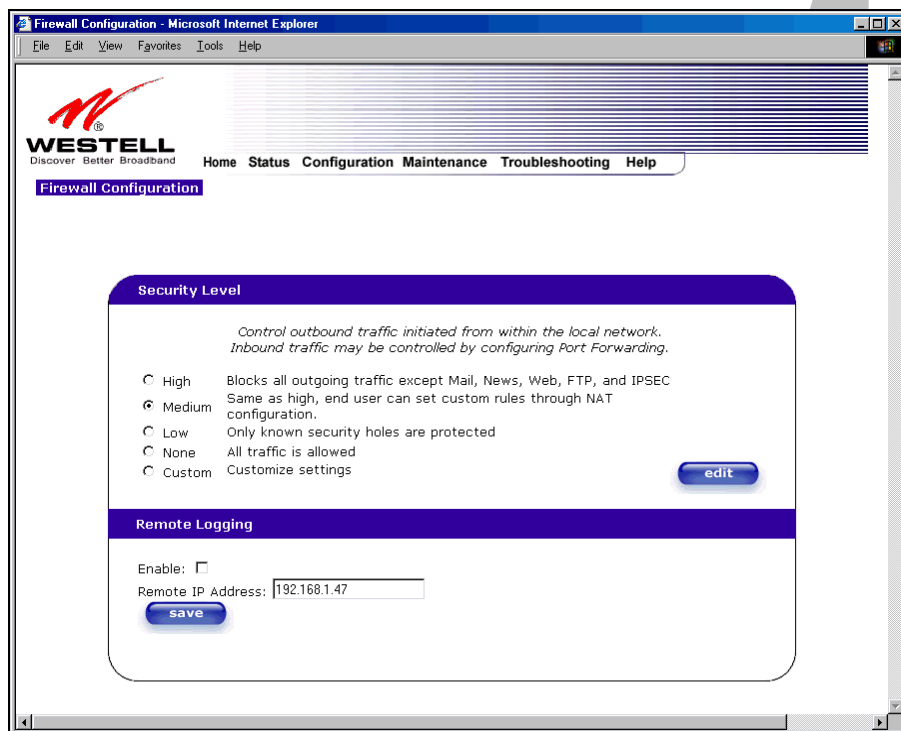 Firewall Configuration - Microsoft Internet Explorer
File Edit View Favorites Tools Help
WESTELL
®
Discover Better Broadband
Home Status Configuration Maintenance Troubleshooting Help
Firewall Configuration
Security Level
Control outbound traffic initiated from within the local network.
Inbound traffic may be controlled by configuring Port Forwarding.
High Blocks all outgoing traffic except Mail, News, Web, FTP, and IPSEC
Medium Same as high, end user can set custom rules through NAT
configuration.
Low Only known security holes are protected
None All traffic is allowed
Custom Customize settings
edit
Remote Logging
Enable:
Remote IP Address: 192.168.1.47
save